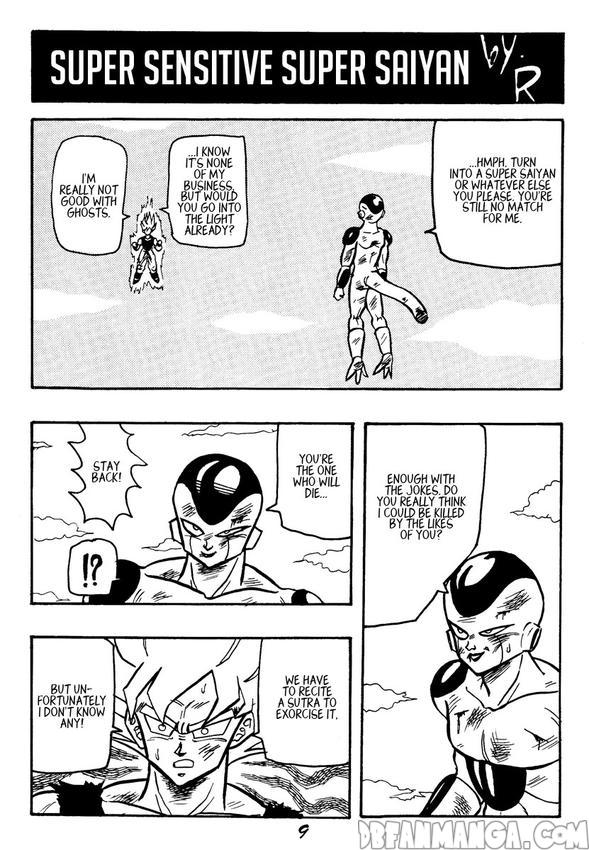 SUPER SENSITIVE SUPER SAIYAN
by.
R
...HMPH. TURN
INTO A SUPER SAIYAN
OR WHATEVER ELSE
YOU PLEASE. YOU'RE
STILL NO MATCH
FOR ME.
...I KNOW
IT'S NONE
OF MY
BUSINESS,
BUT WOULD
YOU GO INTO
THE LIGHT
ALREADY?
I'M
REALLY NOT
GOOD WITH
GHOSTS.
ENOUGH WITH
THE JOKES. DO
YOU REALLY THINK
I COULD BE KILLED
BY THE LIKES
OF YOU?
YOU'RE
THE ONE
WHO WILL
DIE...
STAY
BACK!
!?
WE HAVE
TO RECITE
A SUTRA TO
EXORCISE IT.
BUT UN-
FORTUNATELY
I DON'T KNOW
ANY!
9
DBFANMANGA.COM